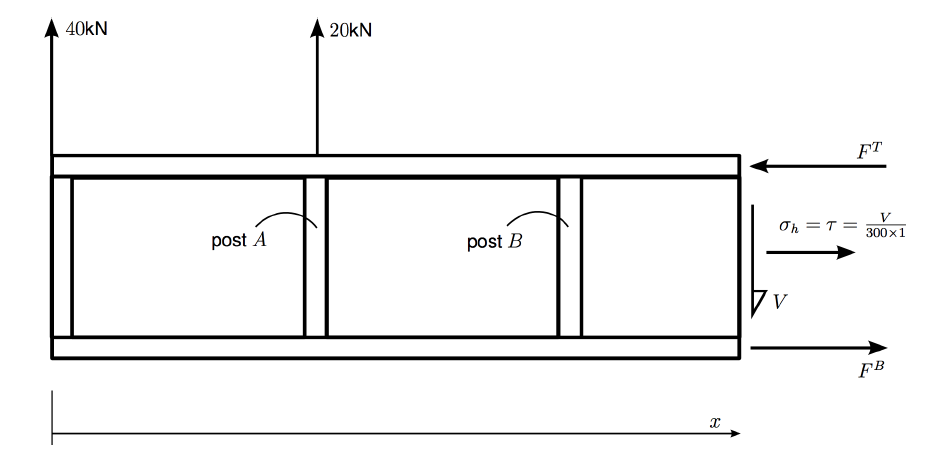 40kN
20kN
F^T
post A
post B
σ_h = τ = V/(300×1)
V
F^B
x